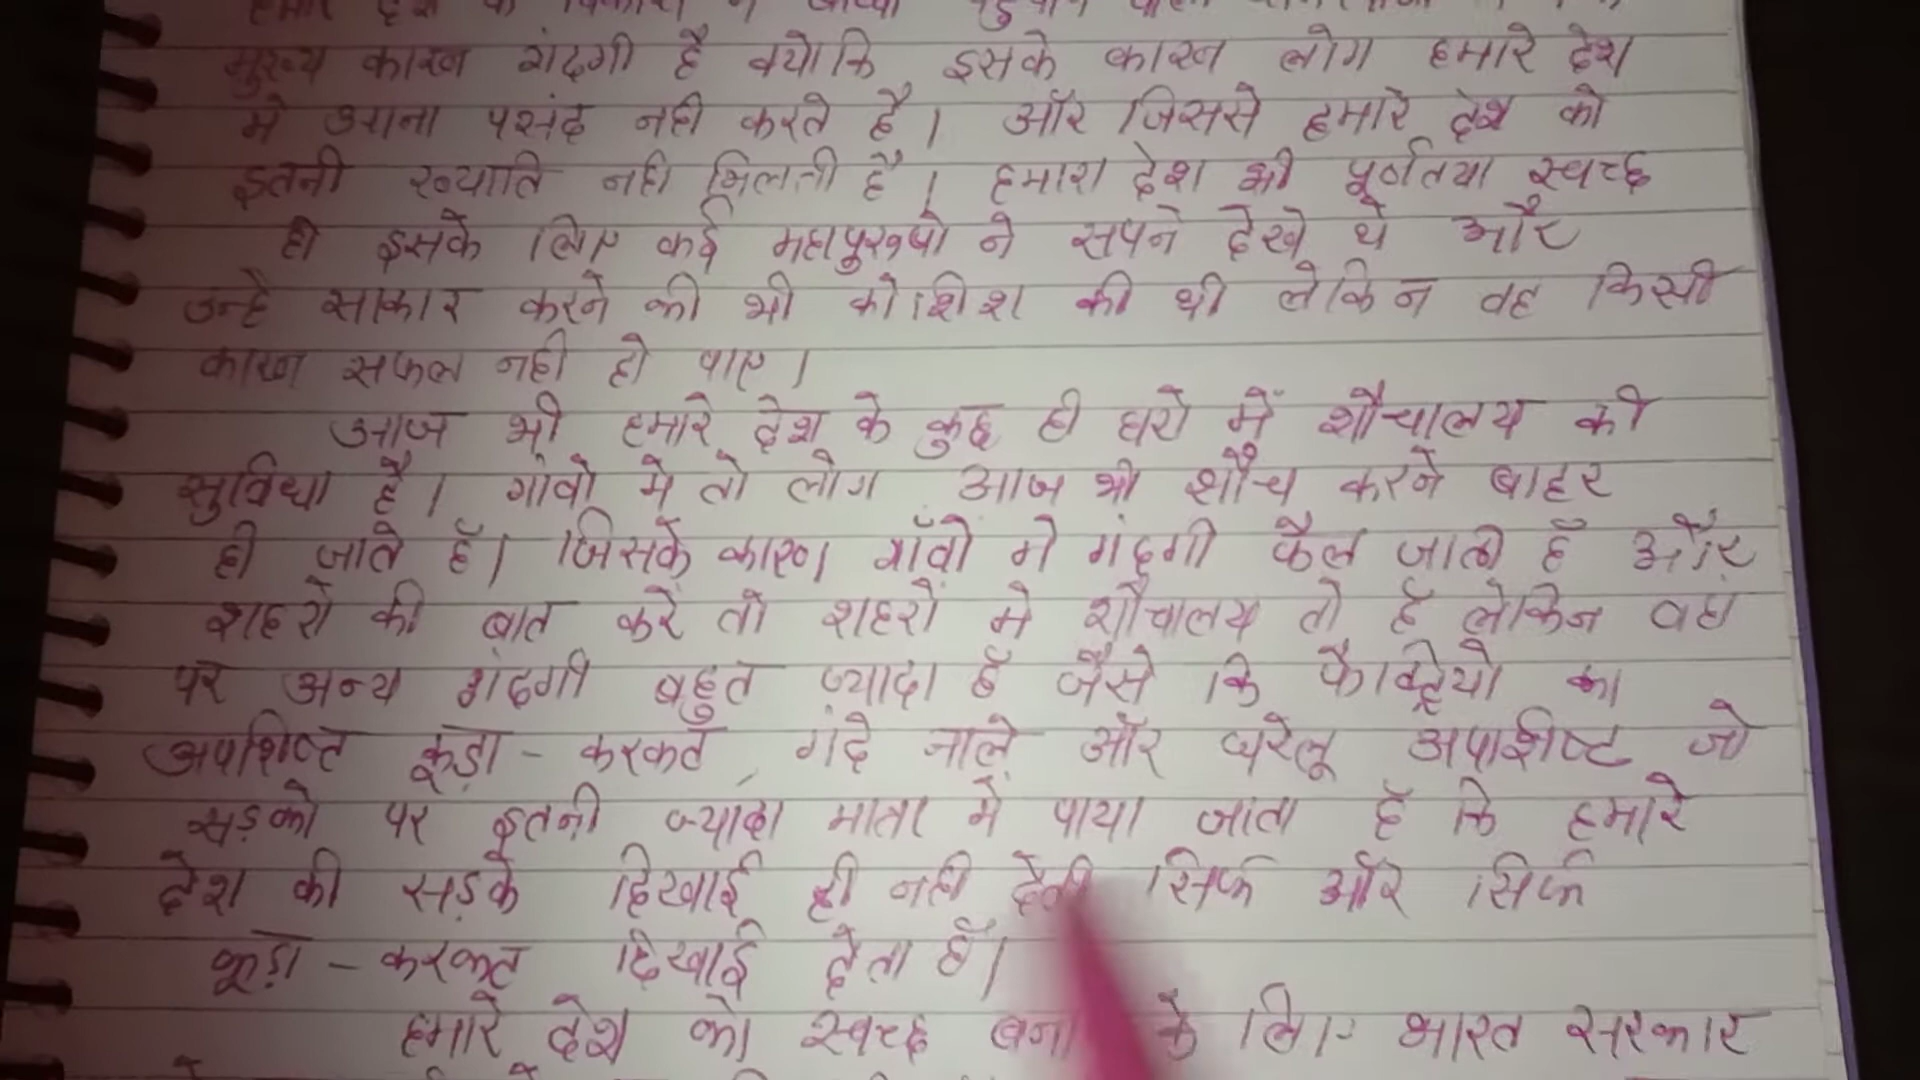 हमारे देश के विकास में बाधा
मुख्य कारण गंदगी है क्योकि इसके कारण लोग हमारे देश
मे आना पसंद नही करते है। और जिससे हमारे देश को
इतनी ख्याति नही मिलती है। हमारा देश भी पूर्णतया स्वच्छ
हो इसके लिए कई महापुरूषो ने सपने देखे थे और
उन्हे साकार करने की भी कोशिश की थी लेकिन वह किसी
कारण सफल नही हो पाए।
आज भी हमारे देश के कुछ ही घरो में शौचालय की
सुविधा है। गांवो मे तो लोग आज भी शौच करने बाहर
ही जाते है। जिसके कारण गाँवो मे गंदगी फैल जाती है और
शहरो की बात करें तो शहरों मे शौचालय तो है लेकिन वहां
पर अन्य गंदगी बहुत ज्यादा है जैसे कि फैक्ट्रियो का
अपशिष्ट कूड़ा - करकट, गंदे नाले और घरेलू अपशिष्ट जो
सड़को पर इतनी ज्यादा मात्रा में पाया जाता है कि हमारे
देश की सड़के दिखाई ही नही देती सिर्फ और सिर्फ
कूड़ा - करकट दिखाई देता है।
हमारे देश को स्वच्छ के लिए भारत सरकार